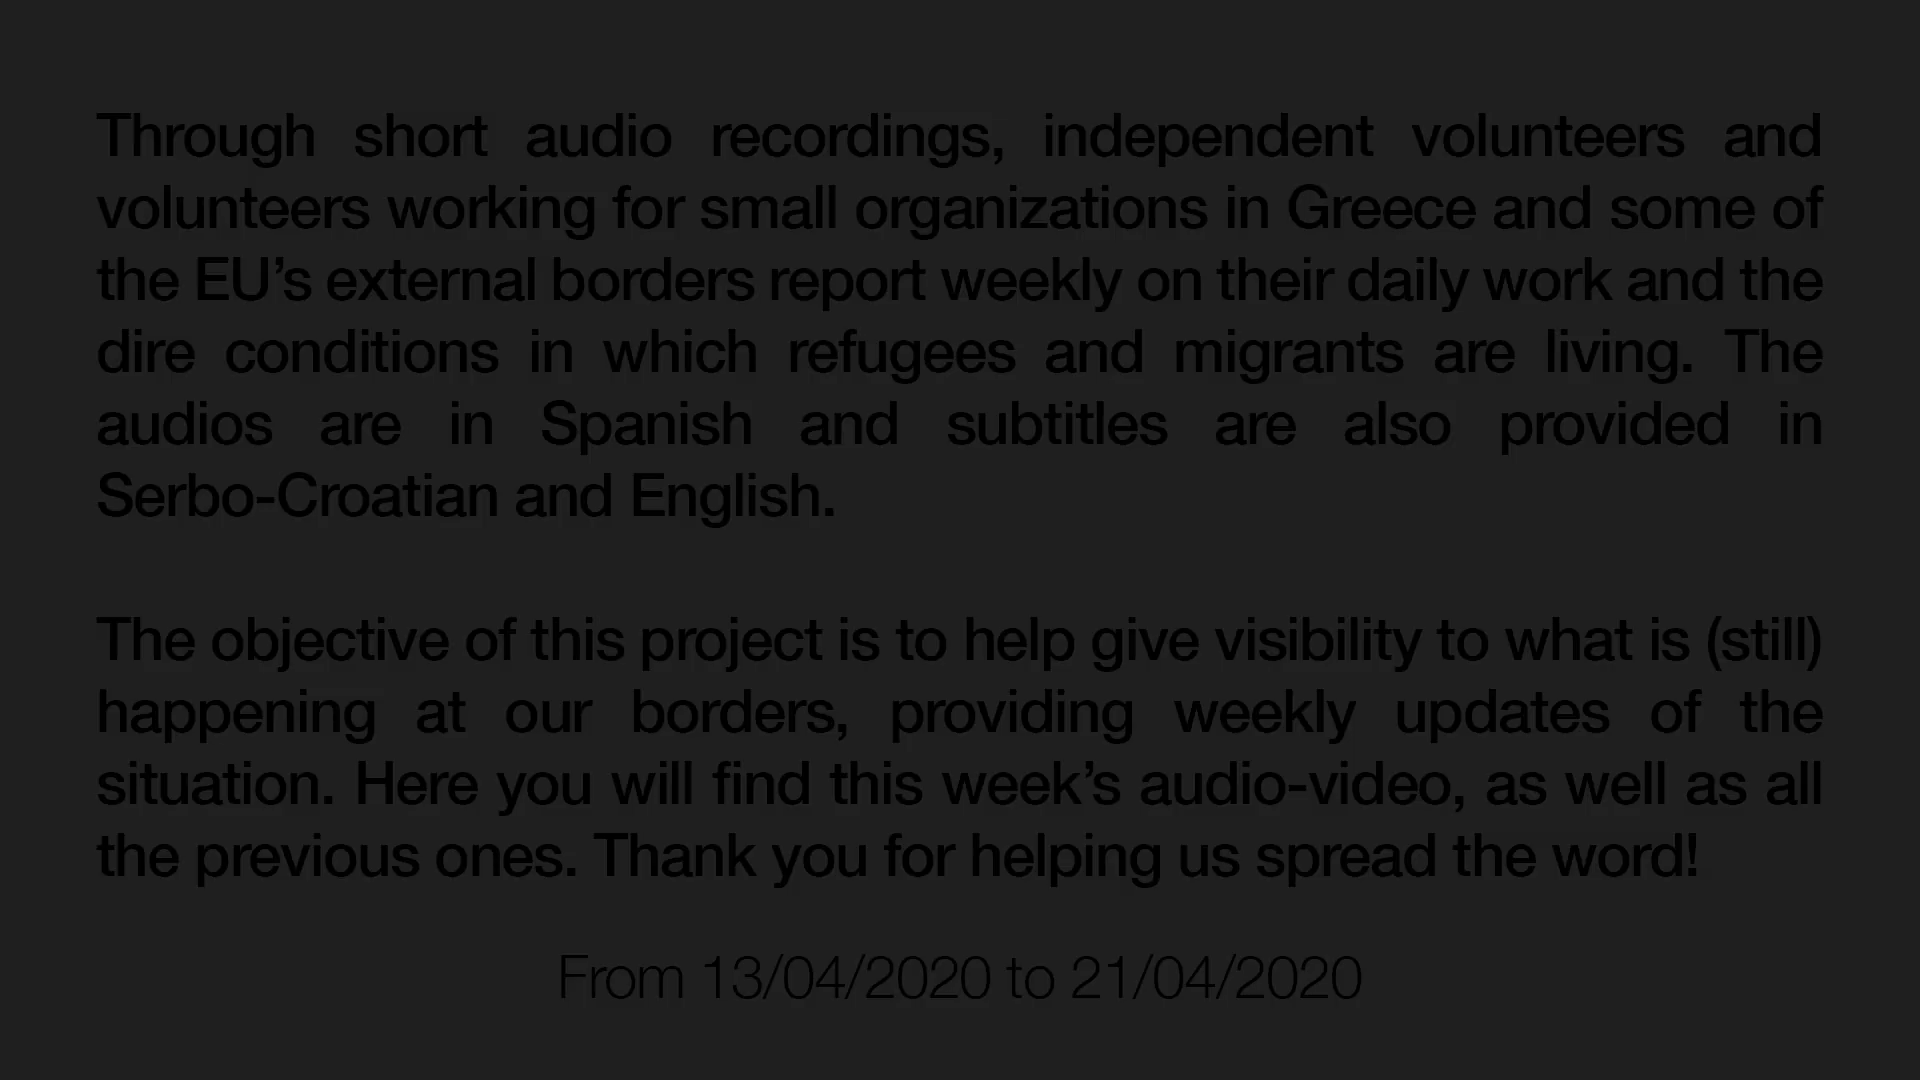 Through short audio recordings, independent volunteers and
volunteers working for small organizations in Greece and some of
the EU’s external borders report weekly on their daily work and the
dire conditions in which refugees and migrants are living. The
audios are in Spanish and subtitles are also provided in
Serbo-Croatian and English.
The objective of this project is to help give visibility to what is (still)
happening at our borders, providing weekly updates of the
situation. Here you will find this week’s audio-video, as well as all
the previous ones. Thank you for helping us spread the word!
From 13/04/2020 to 21/04/2020